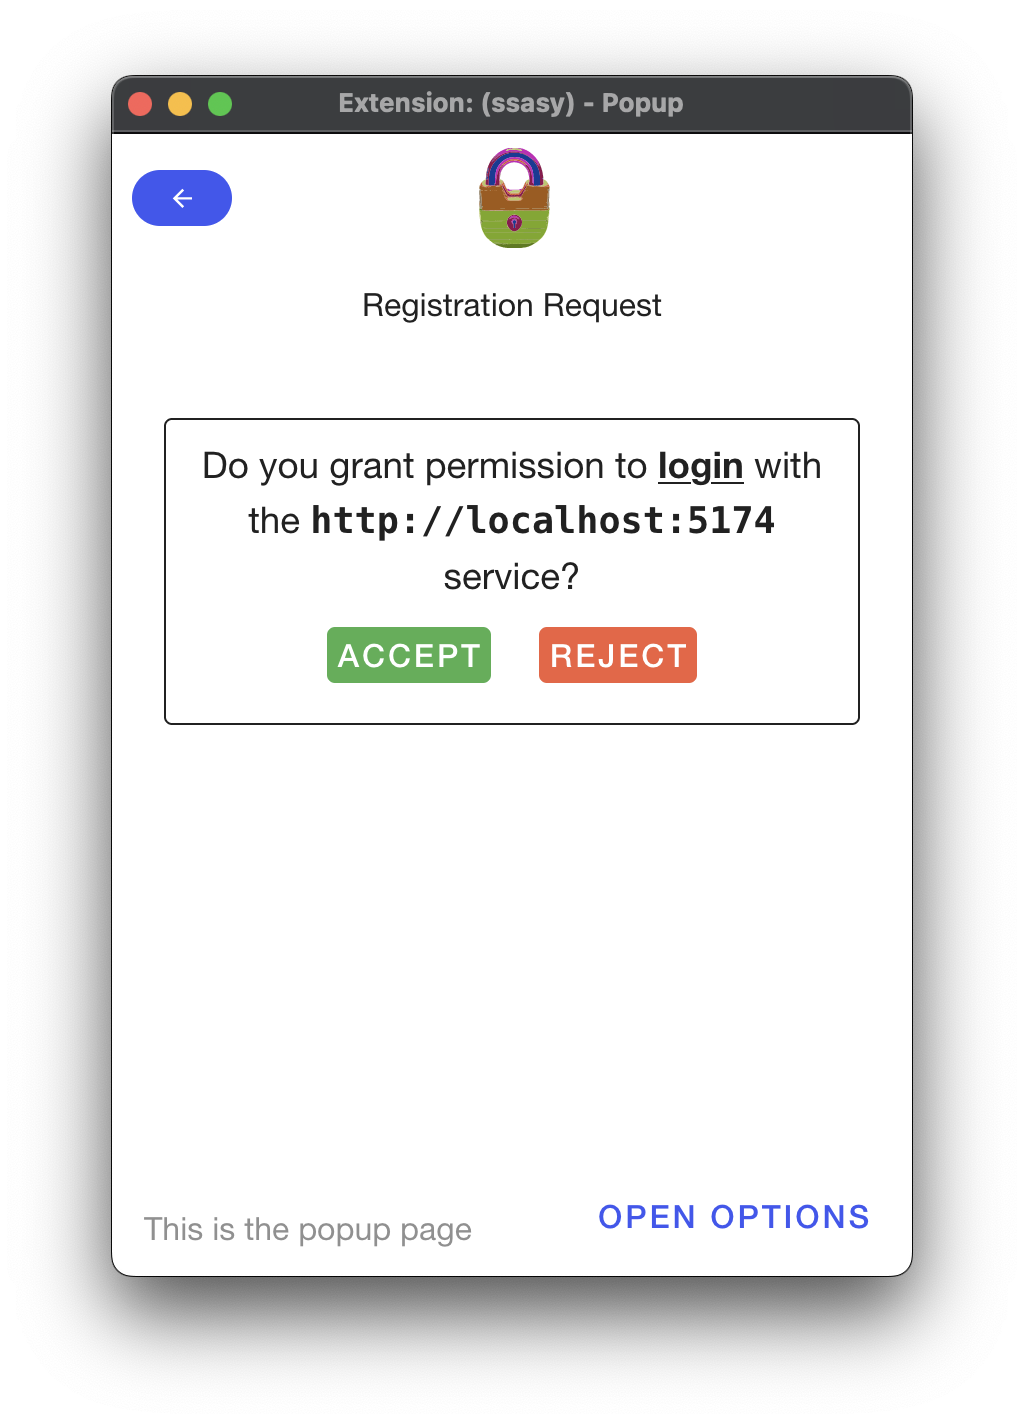 Extension: (ssasy) - Popup
Registration Request
Do you grant permission to login with
the http://localhost:5174
service?
ACCEPT REJECT
This is the popup page OPEN OPTIONS